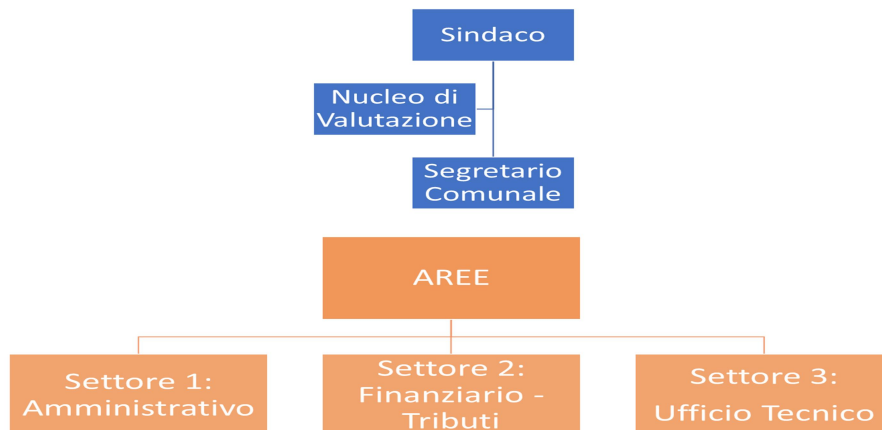 Sindaco
Nucleo di
Valutazione
Segretario
Comunale
AREE
Settore 1:
Amministrativo
Settore 2:
Finanziario -
Tributi
Settore 3:
Ufficio Tecnico